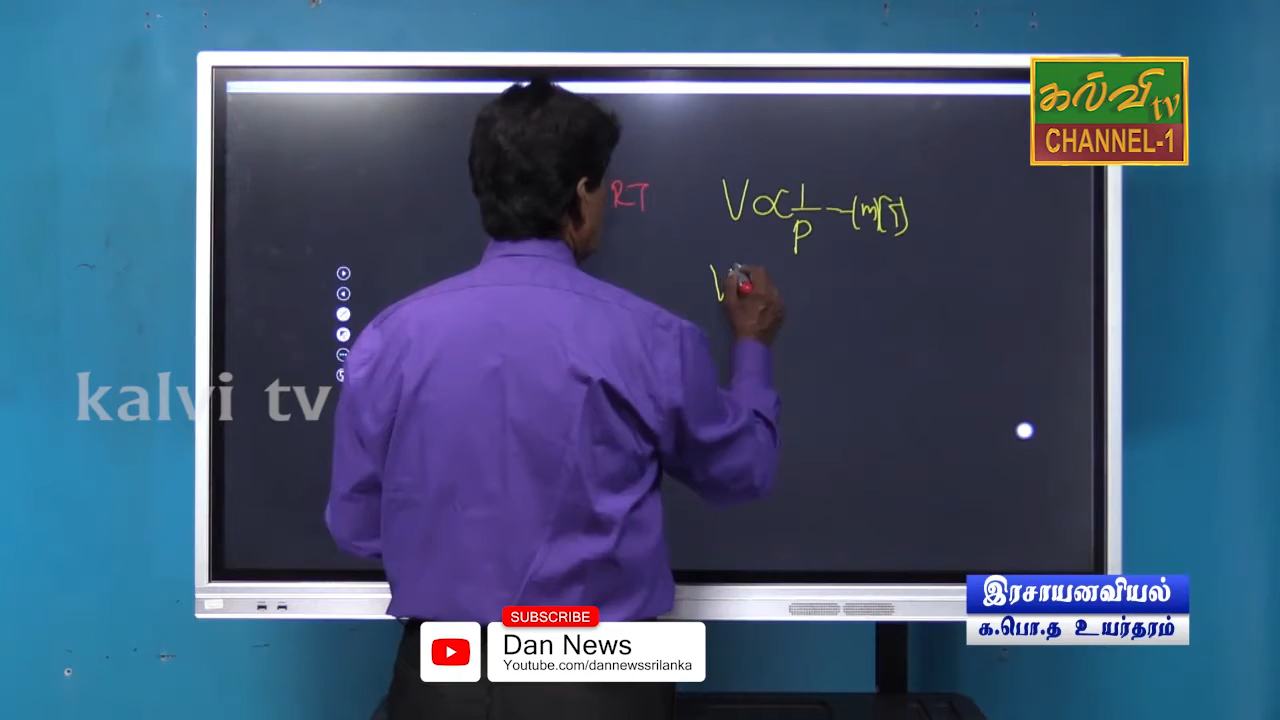 கல்வி tv
CHANNEL-1
RT
V ∝ 1/P — (m[T)
V
kalvi tv
இரசாயனவியல்
க.பொ.த உயர்தரம்
SUBSCRIBE
Dan News
Youtube.com/dannewssrilanka